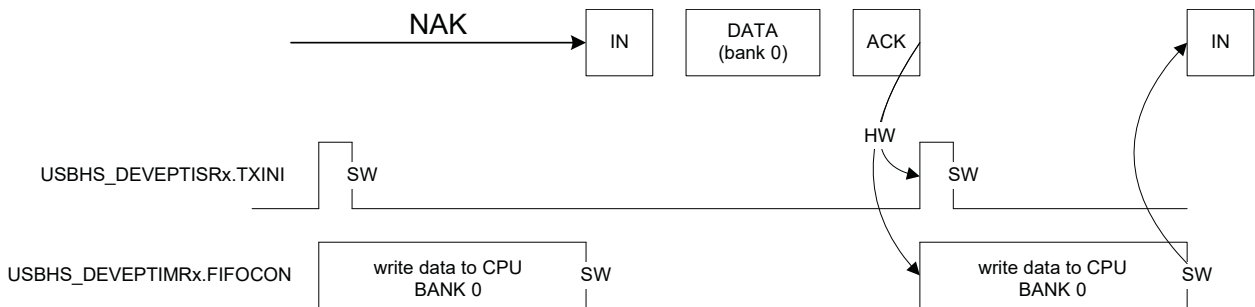 NAK
IN
DATA
(bank 0)
ACK
IN
HW
USBHS_DEVEPTISRx.TXINI
SW
SW
USBHS_DEVEPTIMRx.FIFOCON
write data to CPU
BANK 0
SW
write data to CPU
BANK 0
SW